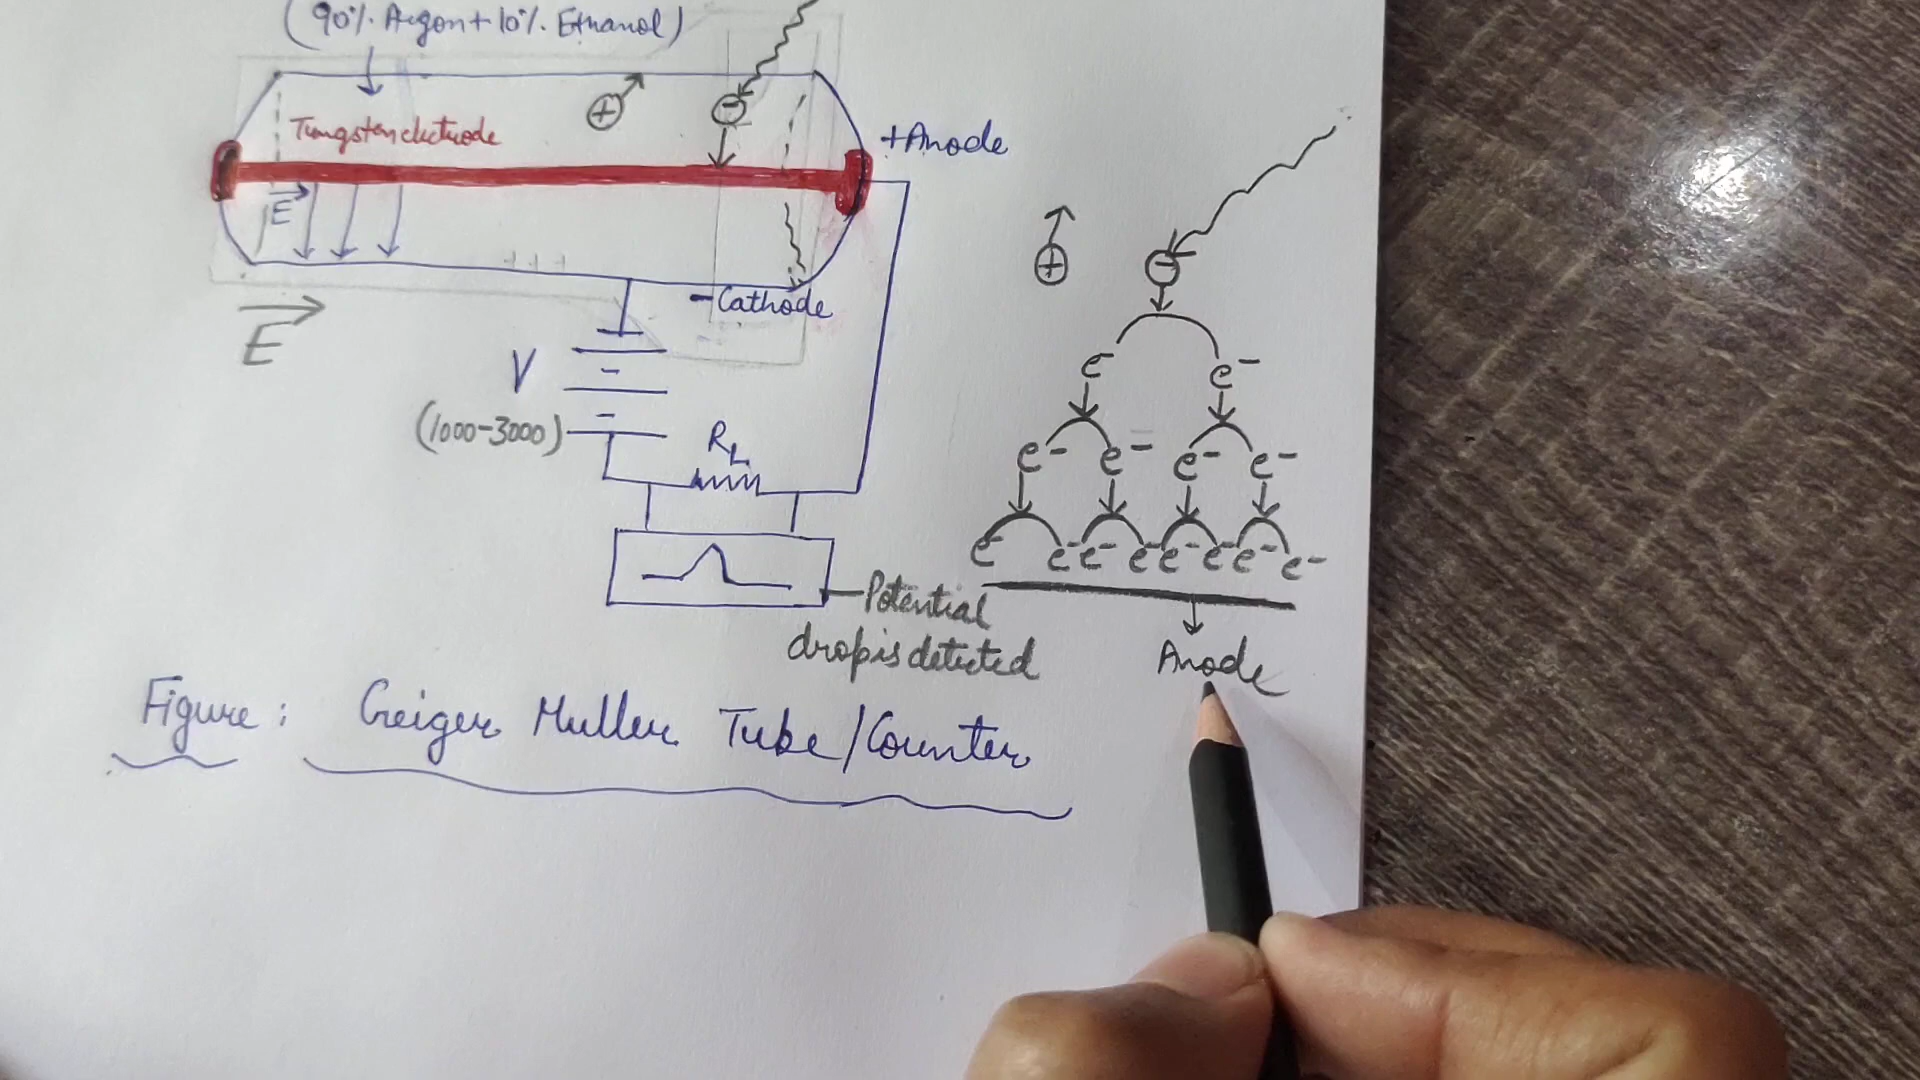 (90% Argon + 10% Ethanol)
Tungsten electrode
+ Anode
E
- Cathode
E
V
(1000-3000)
RL
Potential
drop is detected
e-
e-
e- e- e- e-
e- e- e- e- e- e- e- e-
Anode
Figure: Geiger Muller Tube/Counter